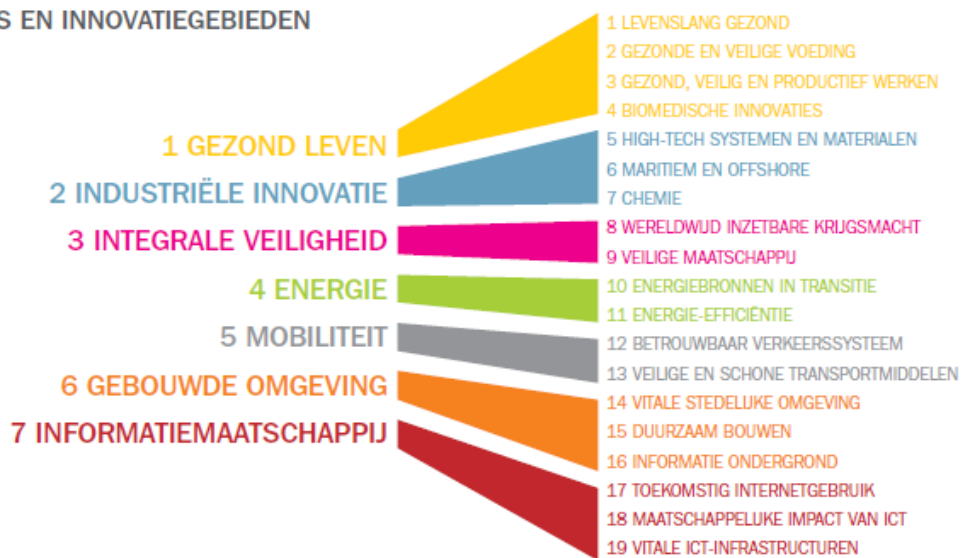 S EN INNOVATIEGEBIEDEN
1 GEZOND LEVEN
2 INDUSTRIËLE INNOVATIE
3 INTEGRALE VEILIGHEID
4 ENERGIE
5 MOBILITEIT
6 GEBOUWDE OMGEVING
7 INFORMATIEMAATSCHAPPIJ
1 LEVENSLANG GEZOND
2 GEZONDE EN VEILIGE VOEDING
3 GEZOND, VEILIG EN PRODUCTIEF WERKEN
4 BIOMEDISCHE INNOVATIES
5 HIGH-TECH SYSTEMEN EN MATERIALEN
6 MARITIEM EN OFFSHORE
7 CHEMIE
8 WERELDWIJD INZETBARE KRIJGSMACHT
9 VEILIGE MAATSCHAPPIJ
10 ENERGIEBRONNEN IN TRANSITIE
11 ENERGIE-EFFICIËNTIE
12 BETROUWBAAR VERKEERSSYSTEEM
13 VEILIGE EN SCHONE TRANSPORTMIDDELEN
14 VITALE STEDELIJKE OMGEVING
15 DUURZAAM BOUWEN
16 INFORMATIE ONDERGROND
17 TOEKOMSTIG INTERNETGEBRUIK
18 MAATSCHAPPELIJKE IMPACT VAN ICT
19 VITALE ICT-INFRASTRUCTUREN